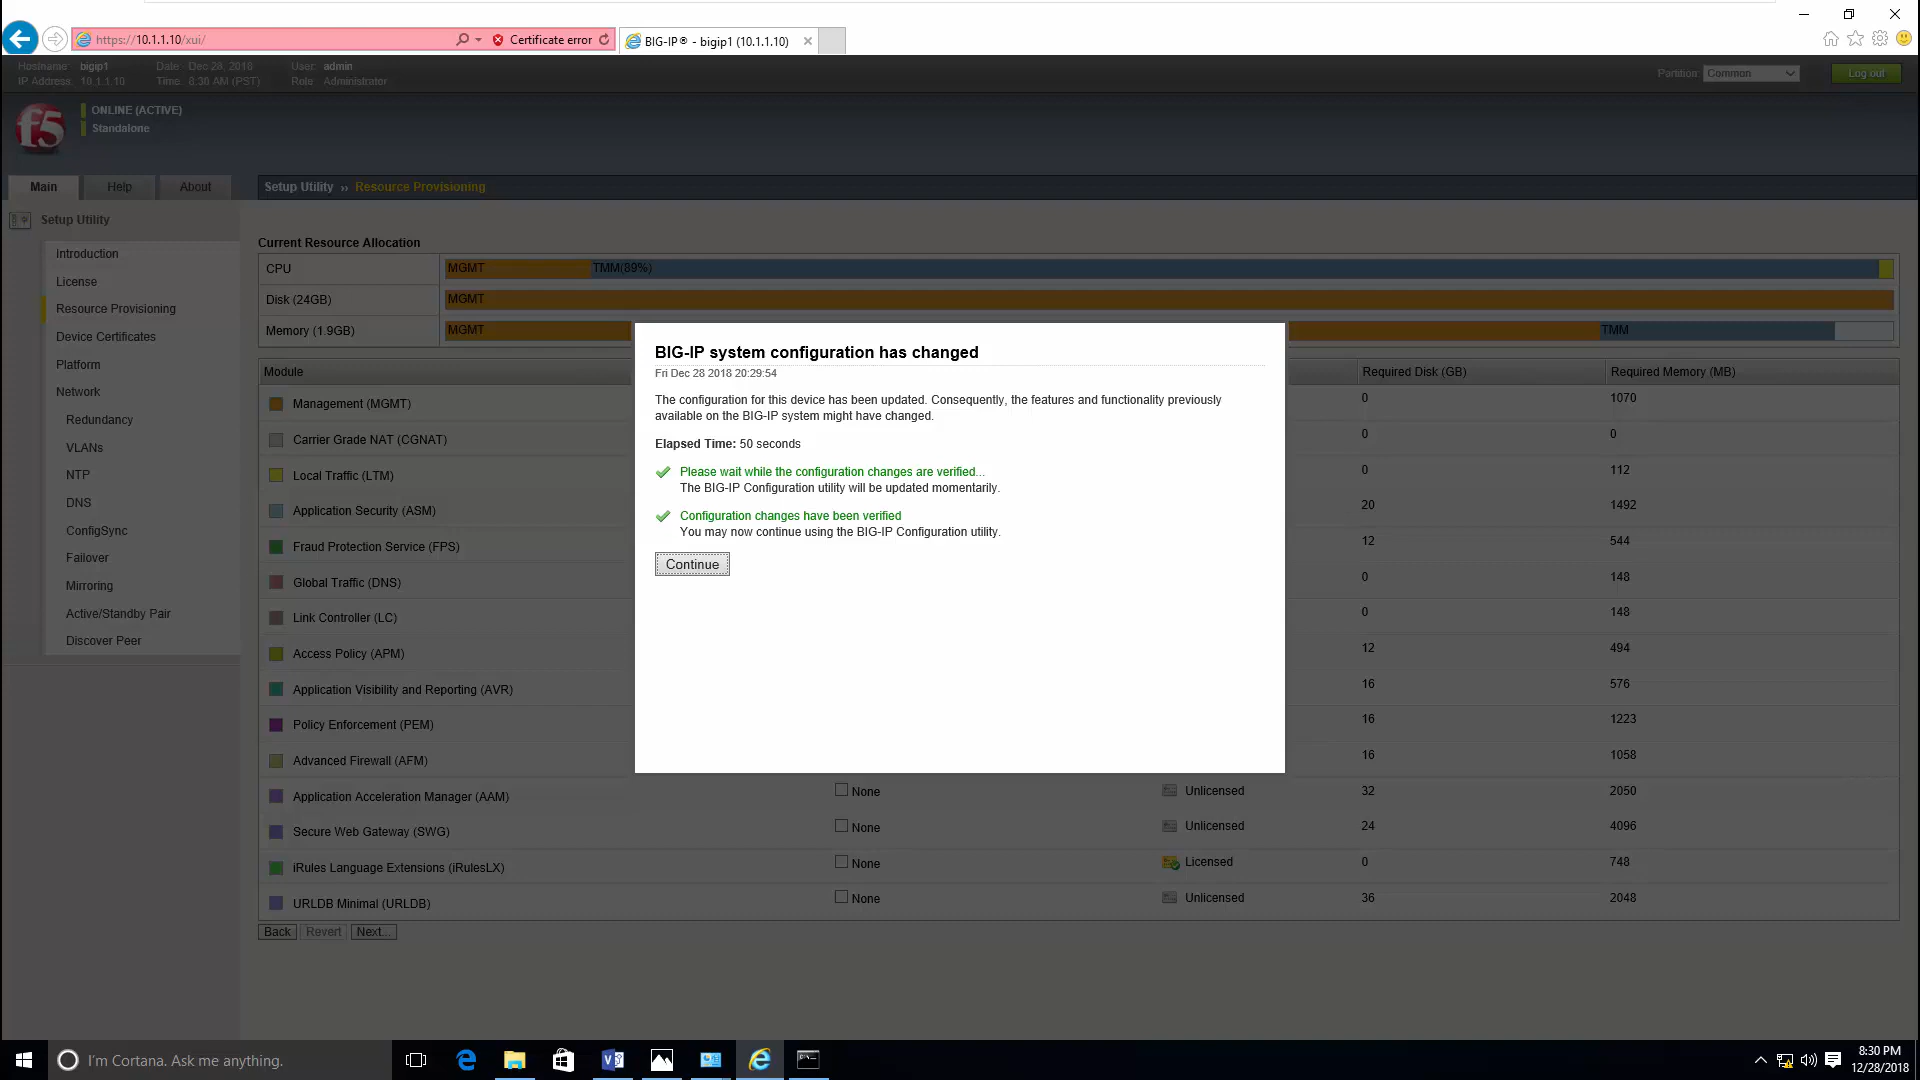 https://10.1.1.10/xui/
Certificate error
BIG-IP® - bigip1 (10.1.1.10)
Hostname: bigip1 Date: Dec 28, 2018 User: admin
IP Address: 10.1.1.10 Time: 8:30 AM (PST) Role: Administrator
Partition: Common
Log out
f5
ONLINE (ACTIVE)
Standalone
Main Help About
Setup Utility ›› Resource Provisioning
Setup Utility
Introduction
License
Resource Provisioning
Device Certificates
Platform
Network
Redundancy
VLANs
NTP
DNS
ConfigSync
Failover
Mirroring
Active/Standby Pair
Discover Peer
Current Resource Allocation
CPU MGMT TMM(89%)
Disk (24GB) MGMT
Memory (1.9GB) MGMT TMM
Module Required Disk (GB) Required Memory (MB)
Management (MGMT) 0 1070
Carrier Grade NAT (CGNAT) 0 0
Local Traffic (LTM) 0 112
Application Security (ASM) 20 1492
Fraud Protection Service (FPS) 12 544
Global Traffic (DNS) 0 148
Link Controller (LC) 0 148
Access Policy (APM) 12 494
Application Visibility and Reporting (AVR) 16 576
Policy Enforcement (PEM) 16 1223
Advanced Firewall (AFM) 16 1058
Application Acceleration Manager (AAM) None Unlicensed 32 2050
Secure Web Gateway (SWG) None Unlicensed 24 4096
iRules Language Extensions (iRulesLX) None Licensed 0 748
URLDB Minimal (URLDB) None Unlicensed 36 2048
Back Revert Next...
BIG-IP system configuration has changed
Fri Dec 28 2018 20:29:54
The configuration for this device has been updated. Consequently, the features and functionality previously
available on the BIG-IP system might have changed.
Elapsed Time: 50 seconds
Please wait while the configuration changes are verified...
The BIG-IP Configuration utility will be updated momentarily.
Configuration changes have been verified
You may now continue using the BIG-IP Configuration utility.
Continue
I'm Cortana. Ask me anything.
8:30 PM
12/28/2018